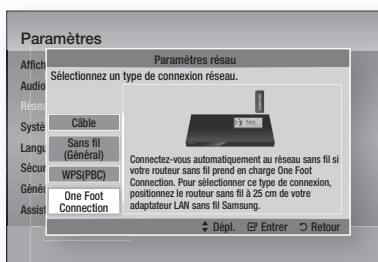 Paramètres
Affich
Audio
Résea
Systè
Langu
Sécur
Génér
Assist
Paramètres rèsau
Sélectionnez un type de connexion réseau.
Câble
Sans fil
(Général)
WPS(PBC)
One Foot
Connection
Connectez-vous automatiquement au réseau sans fil si
votre routeur sans fil prend en charge One Foot
Connection. Pour sélectionner ce type de connexion,
positionnez le routeur sans fil à 25 cm de votre
adaptateur LAN sans fil Samsung.
Dépl. Entrer Retour